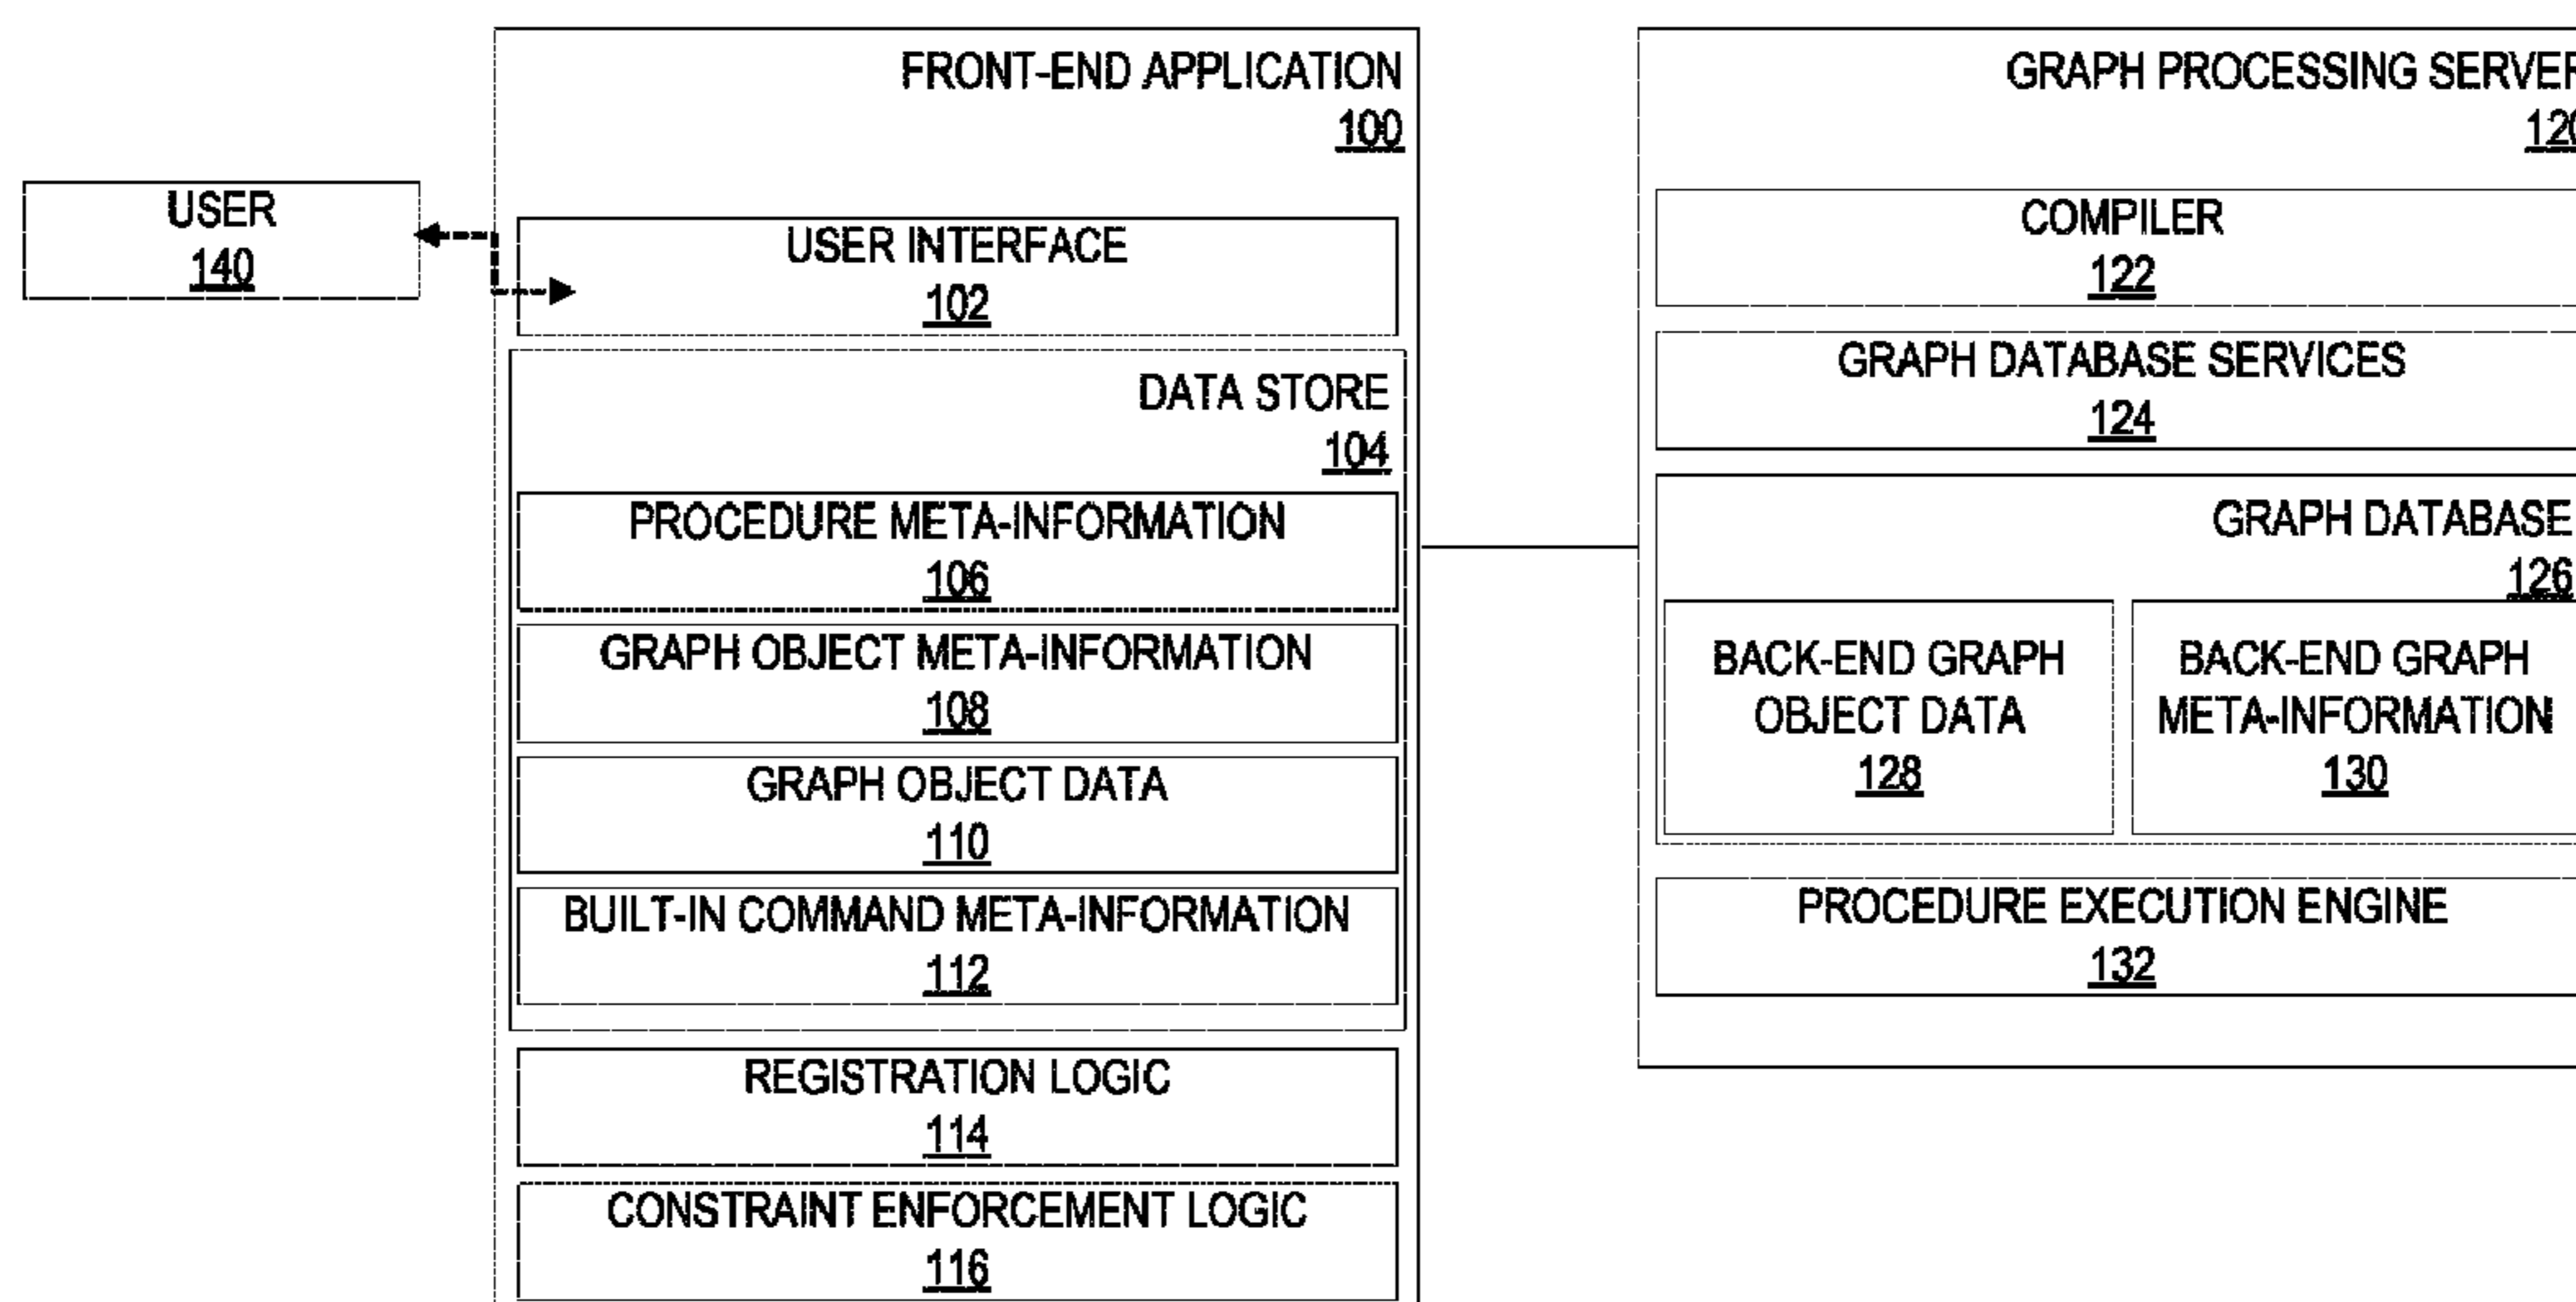 FRONT-END APPLICATION
100
USER
140
USER INTERFACE
102
DATA STORE
104
PROCEDURE META-INFORMATION
106
GRAPH OBJECT META-INFORMATION
108
GRAPH OBJECT DATA
110
BUILT-IN COMMAND META-INFORMATION
112
REGISTRATION LOGIC
114
CONSTRAINT ENFORCEMENT LOGIC
116
GRAPH PROCESSING SERVER
120
COMPILER
122
GRAPH DATABASE SERVICES
124
GRAPH DATABASE
126
BACK-END GRAPH
OBJECT DATA
128
BACK-END GRAPH
META-INFORMATION
130
PROCEDURE EXECUTION ENGINE
132